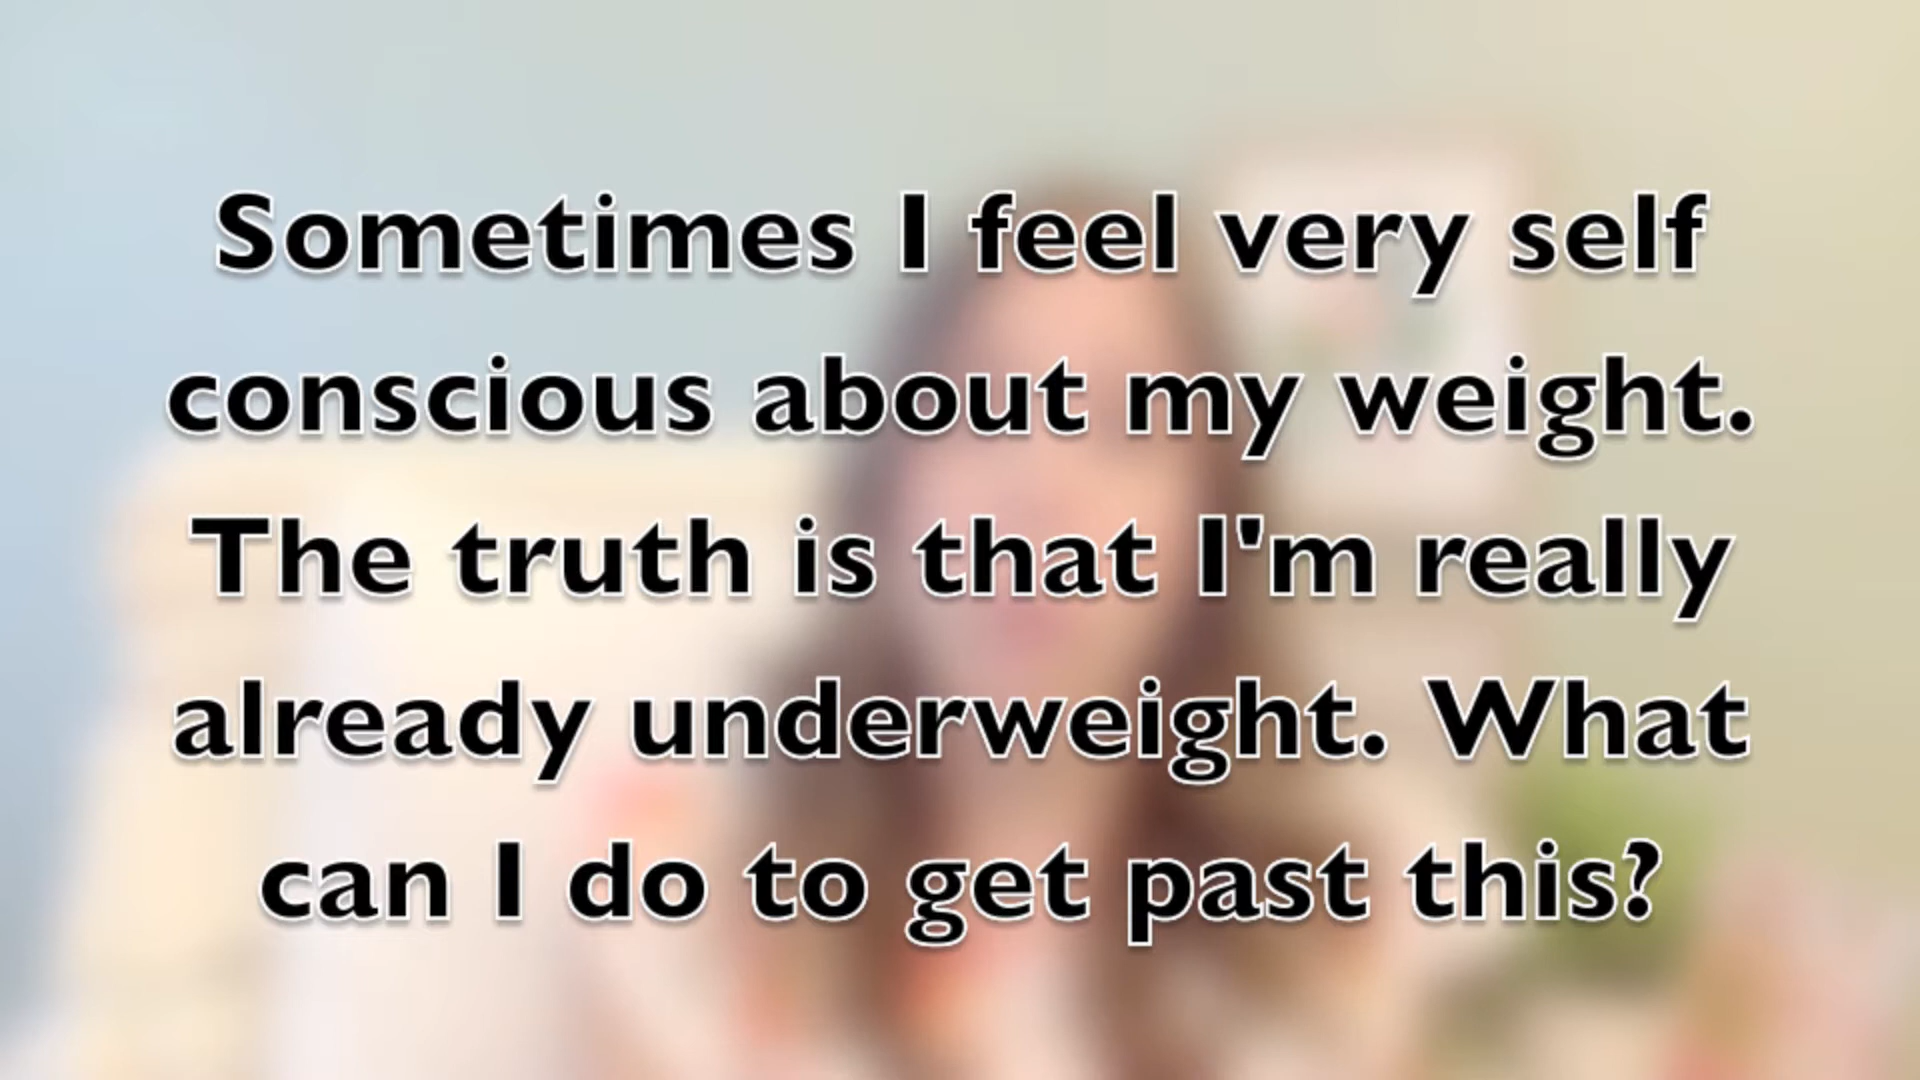 Sometimes I feel very self
conscious about my weight.
The truth is that I'm really
already underweight. What
can I do to get past this?